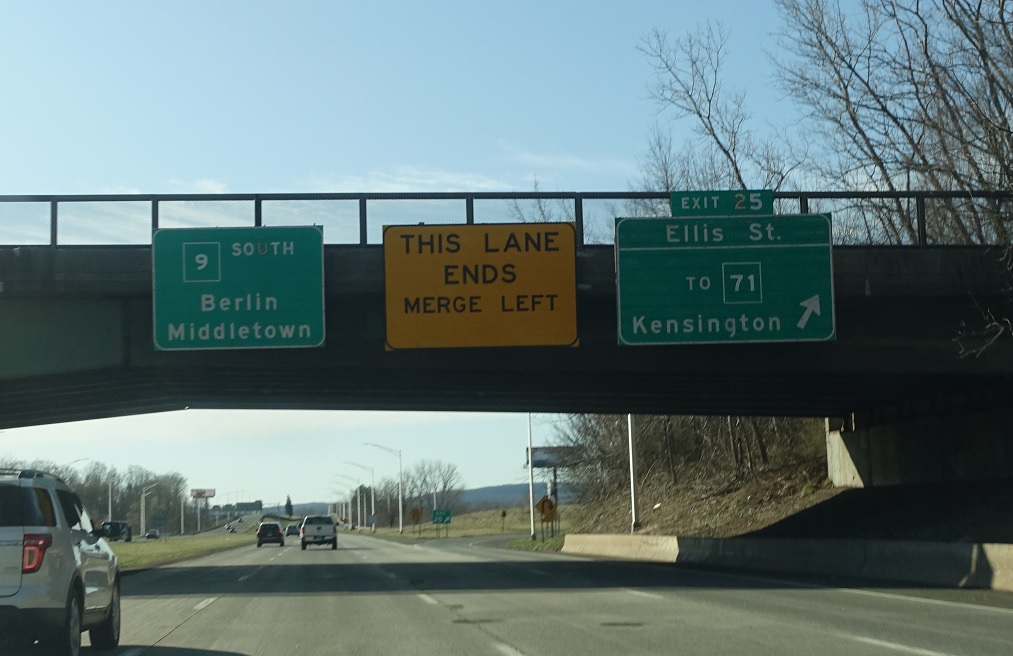 9 SOUTH
Berlin
Middletown
THIS LANE
ENDS
MERGE LEFT
EXIT 25
Ellis St.
TO 71
Kensington